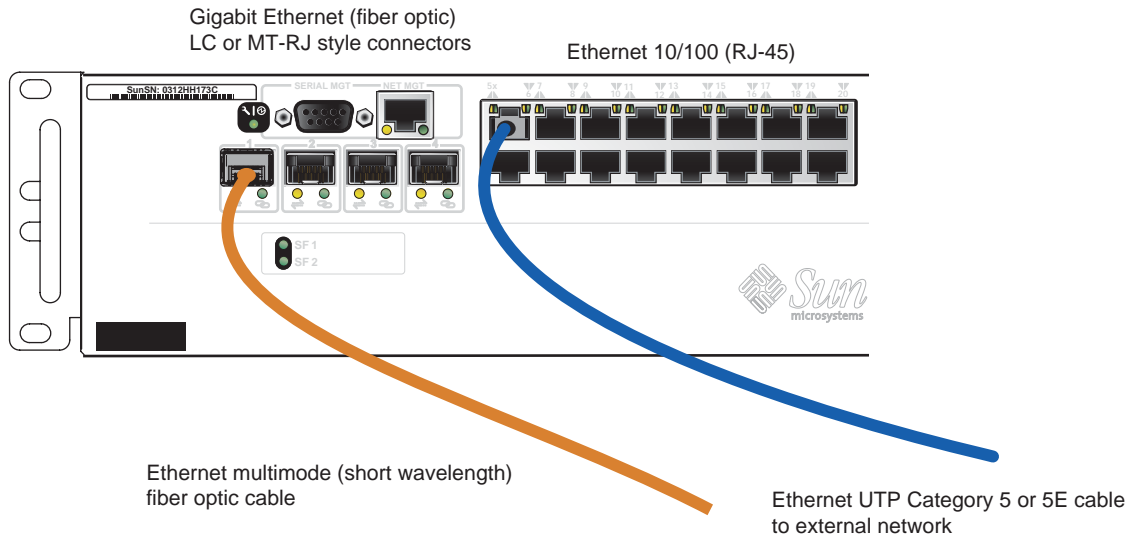 Gigabit Ethernet (fiber optic)
LC or MT-RJ style connectors
Ethernet 10/100 (RJ-45)
SunSN: 0312HH173C
SERIAL MGT
NET MGT
5x 7 9 11 13 15 17 19
6 8 10 12 14 16 18 20
1 2 3 4
SF 1
SF 2
Sun
microsystems
Ethernet multimode (short wavelength)
fiber optic cable
Ethernet UTP Category 5 or 5E cable
to external network